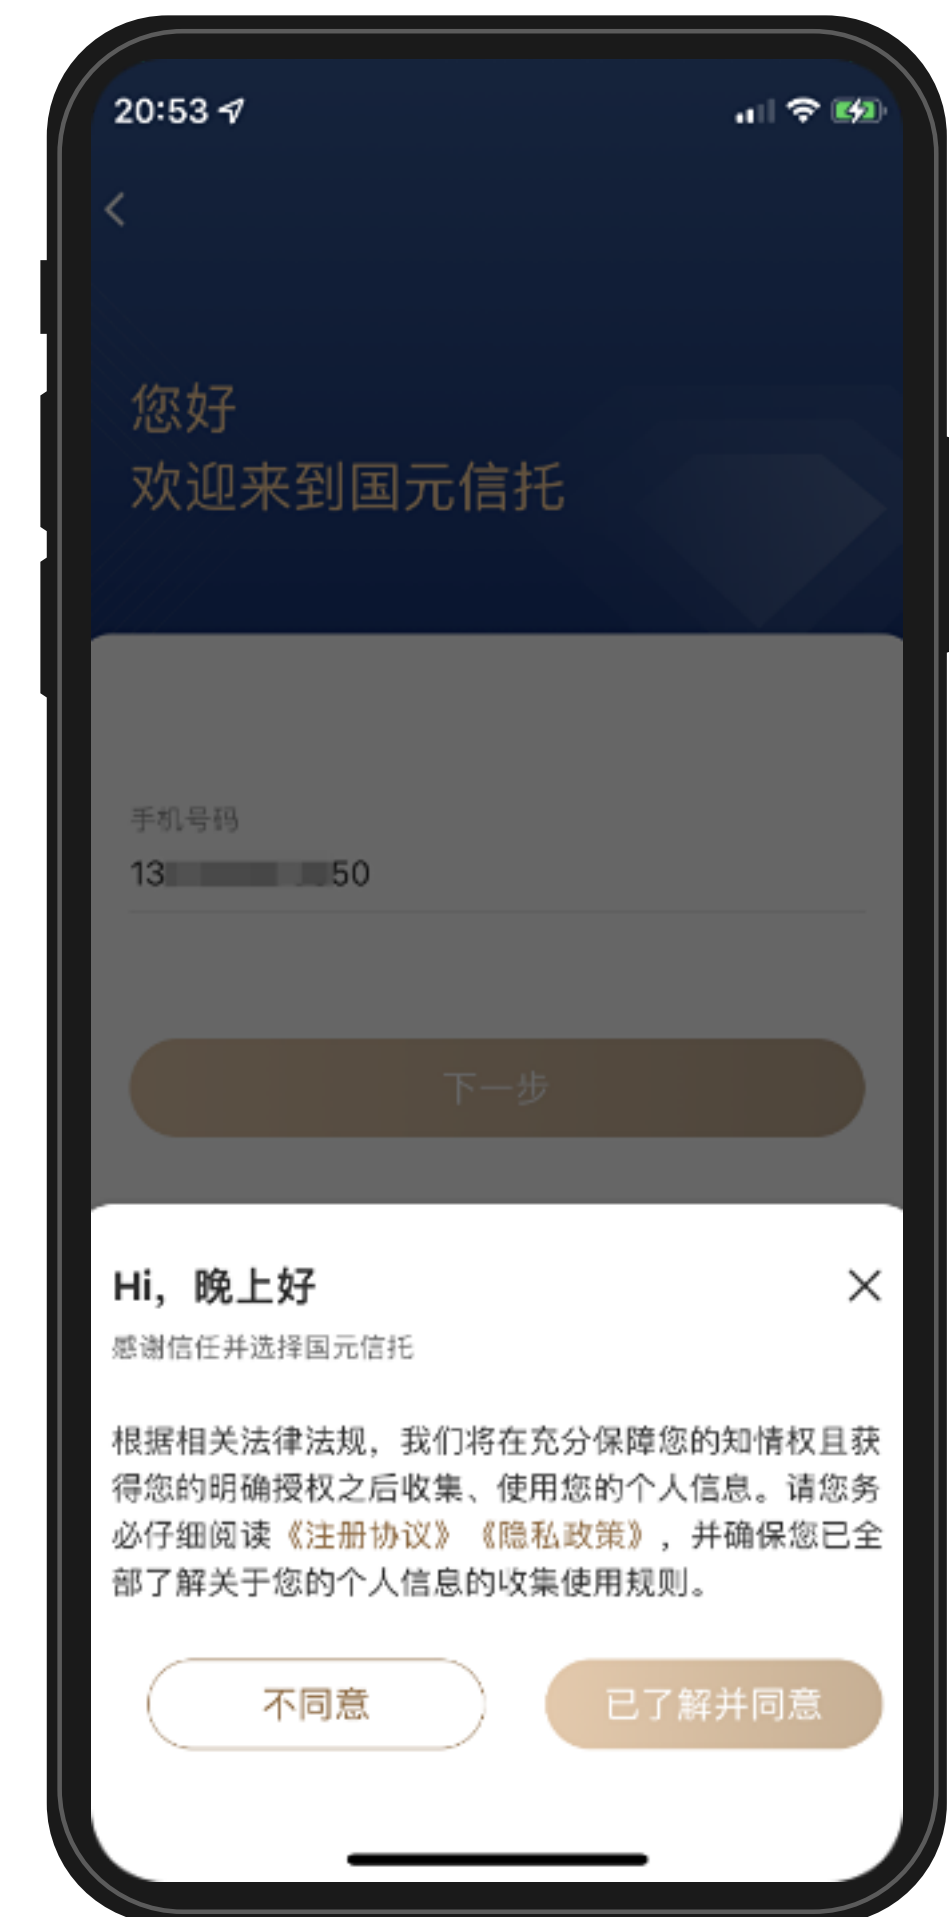 20:53
您好
欢迎来到国元信托
手机号码
13 50
下一步
Hi，晚上好
感谢信任并选择国元信托
根据相关法律法规，我们将在充分保障您的知情权且获
得您的明确授权之后收集、使用您的个人信息。请您务
必仔细阅读《注册协议》《隐私政策》，并确保您已全
部了解关于您的个人信息的收集使用规则。
不同意
已了解并同意